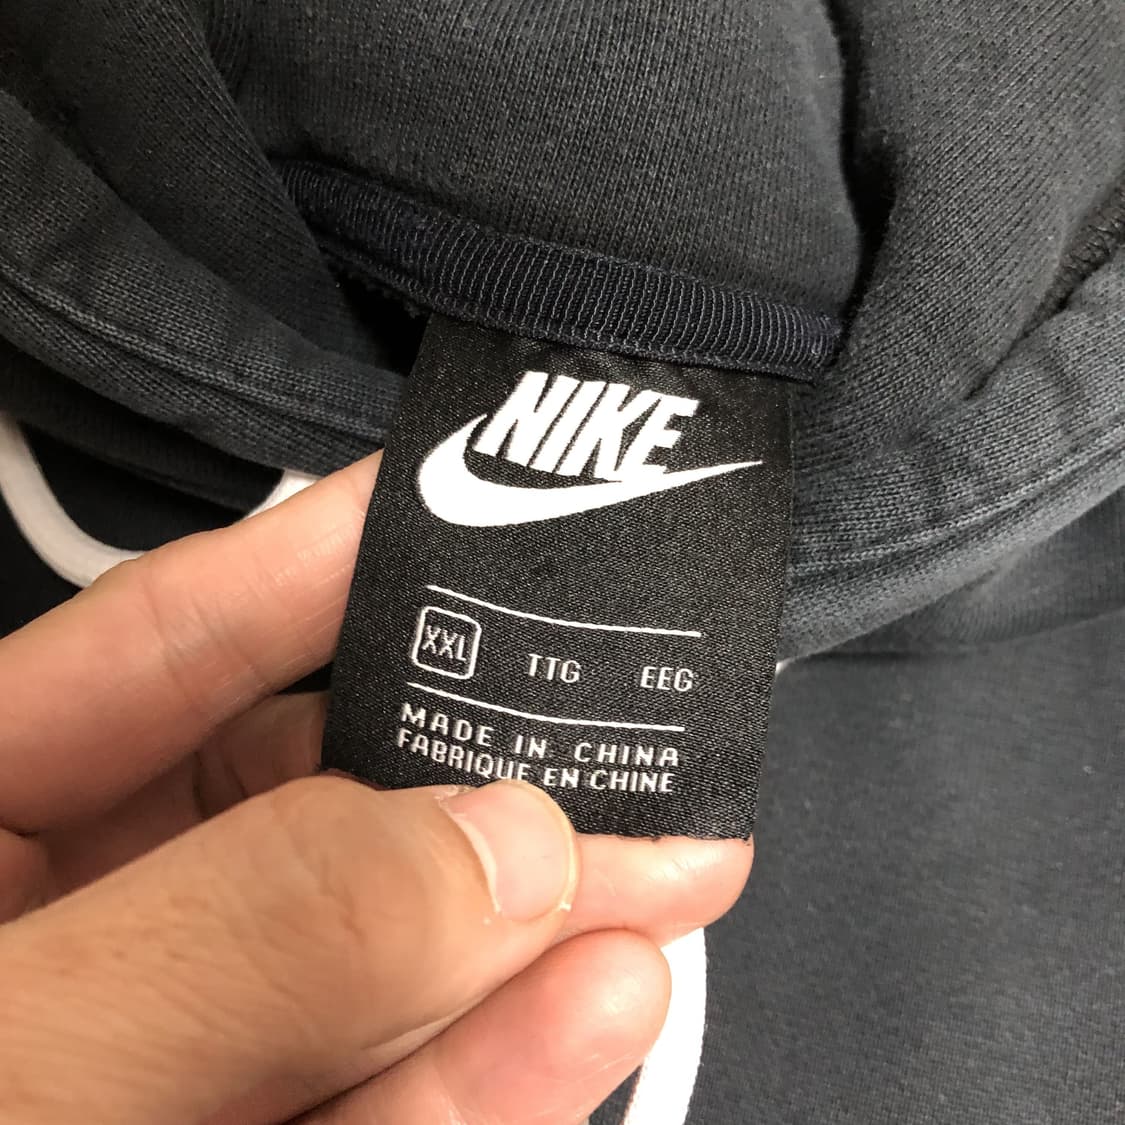 NIKE
XXL TTG EEG
MADE IN CHINA
FABRIQUE EN CHINE